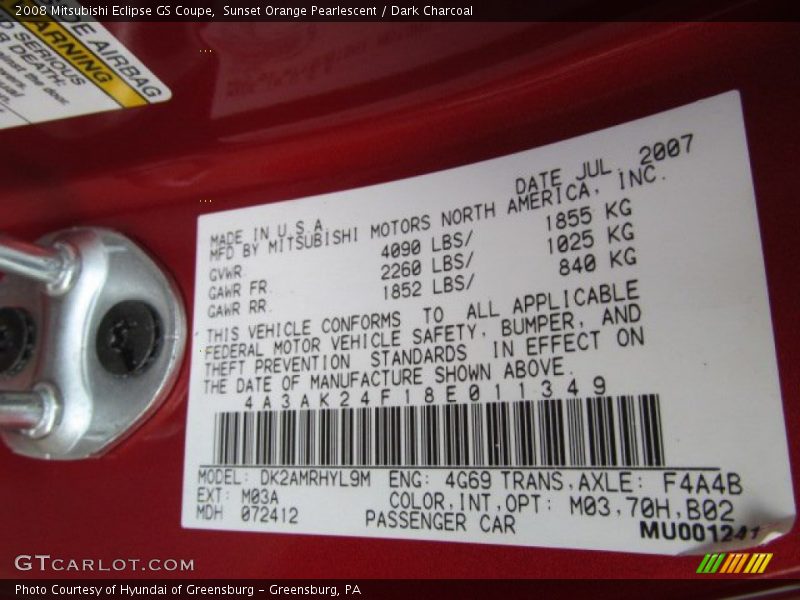 2008 Mitsubishi Eclipse GS Coupe,  Sunset Orange Pearlescent / Dark Charcoal
AIRBAG
WARNING
SERIOUS
DEATH:
the door.
DATE JUL. 2007
MADE IN U.S.A.
MFD BY MITSUBISHI MOTORS NORTH AMERICA, INC.
GVWR 4090 LBS/ 1855 KG
GAWR FR. 2260 LBS/ 1025 KG
GAWR RR. 1852 LBS/ 840 KG
THIS VEHICLE CONFORMS TO ALL APPLICABLE
FEDERAL MOTOR VEHICLE SAFETY, BUMPER, AND
THEFT PREVENTION STANDARDS IN EFFECT ON
THE DATE OF MANUFACTURE SHOWN ABOVE.
4A3AK24F18E011349
MODEL: DK2AMRHYL9M ENG: 4G69 TRANS,AXLE: F4A4B
EXT: M03A COLOR,INT,OPT: M03,70H,B02
MDH 072412 PASSENGER CAR
MU001241
GTCARLOT.COM
Photo Courtesy of Hyundai of Greensburg - Greensburg, PA